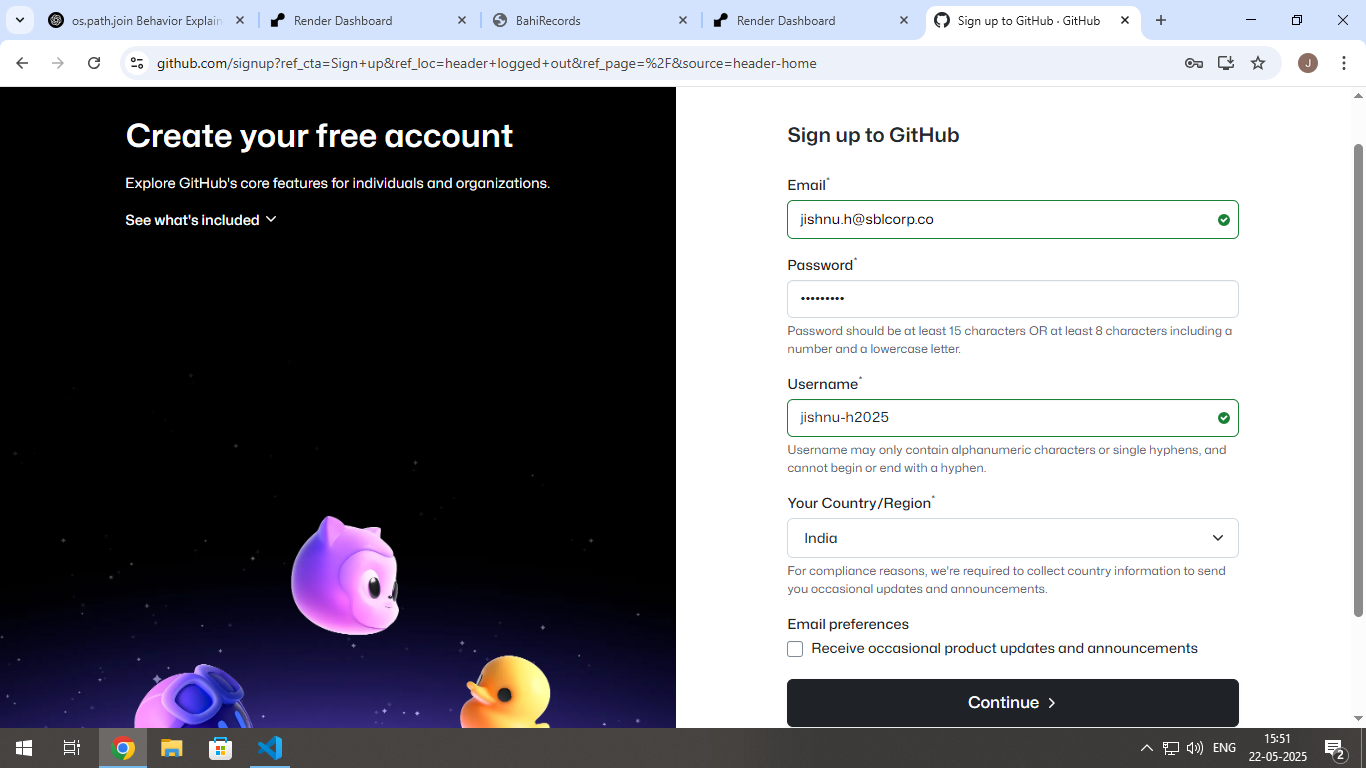 os.path.join Behavior Explain
Render Dashboard
BahiRecords
Render Dashboard
Sign up to GitHub · GitHub
github.com/signup?ref_cta=Sign+up&ref_loc=header+logged+out&ref_page=%2F&source=header-home
J
Create your free account
Explore GitHub's core features for individuals and organizations.
See what's included
Sign up to GitHub
Email*
jishnu.h@sblcorp.co
Password*
•••••••••
Password should be at least 15 characters OR at least 8 characters including a
number and a lowercase letter.
Username*
jishnu-h2025
Username may only contain alphanumeric characters or single hyphens, and
cannot begin or end with a hyphen.
Your Country/Region*
India
For compliance reasons, we're required to collect country information to send
you occasional updates and announcements.
Email preferences
Receive occasional product updates and announcements
Continue
ENG
15:51
22-05-2025
2